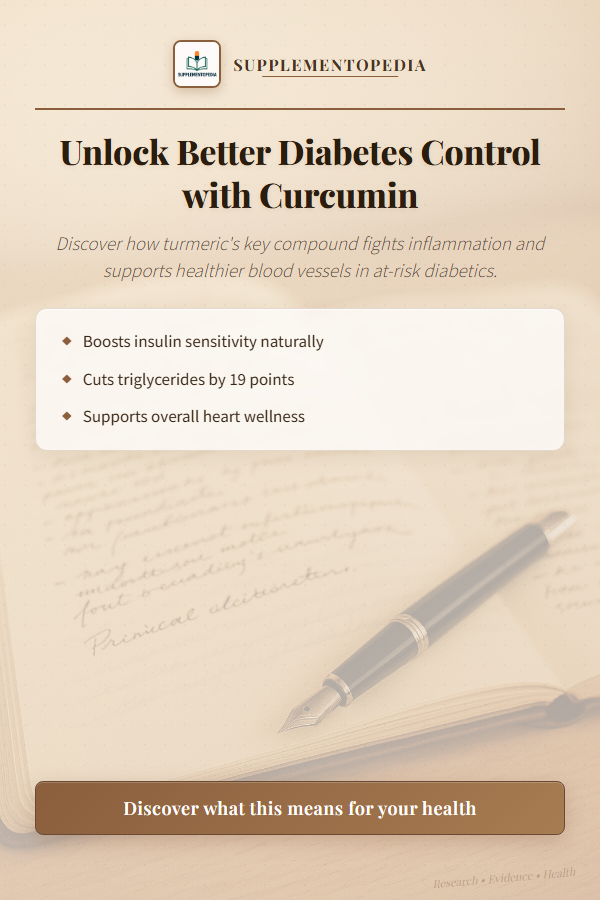 SUPPLEMENTOPEDIA
SUPPLEMENTOPEDIA
Unlock Better Diabetes Control
with Curcumin
Discover how turmeric's key compound fights inflammation and
supports healthier blood vessels in at-risk diabetics.
Boosts insulin sensitivity naturally
Cuts triglycerides by 19 points
Supports overall heart wellness
Discover what this means for your health
Research • Evidence • Health